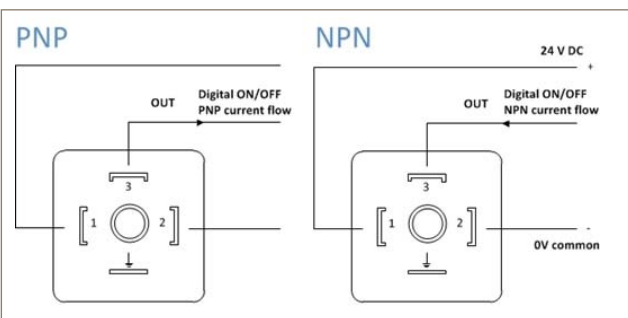 PNP
OUT
Digital ON/OFF
PNP current flow
3
1
2
NPN
24 V DC
+
OUT
Digital ON/OFF
NPN current flow
3
1
2
-
0V common